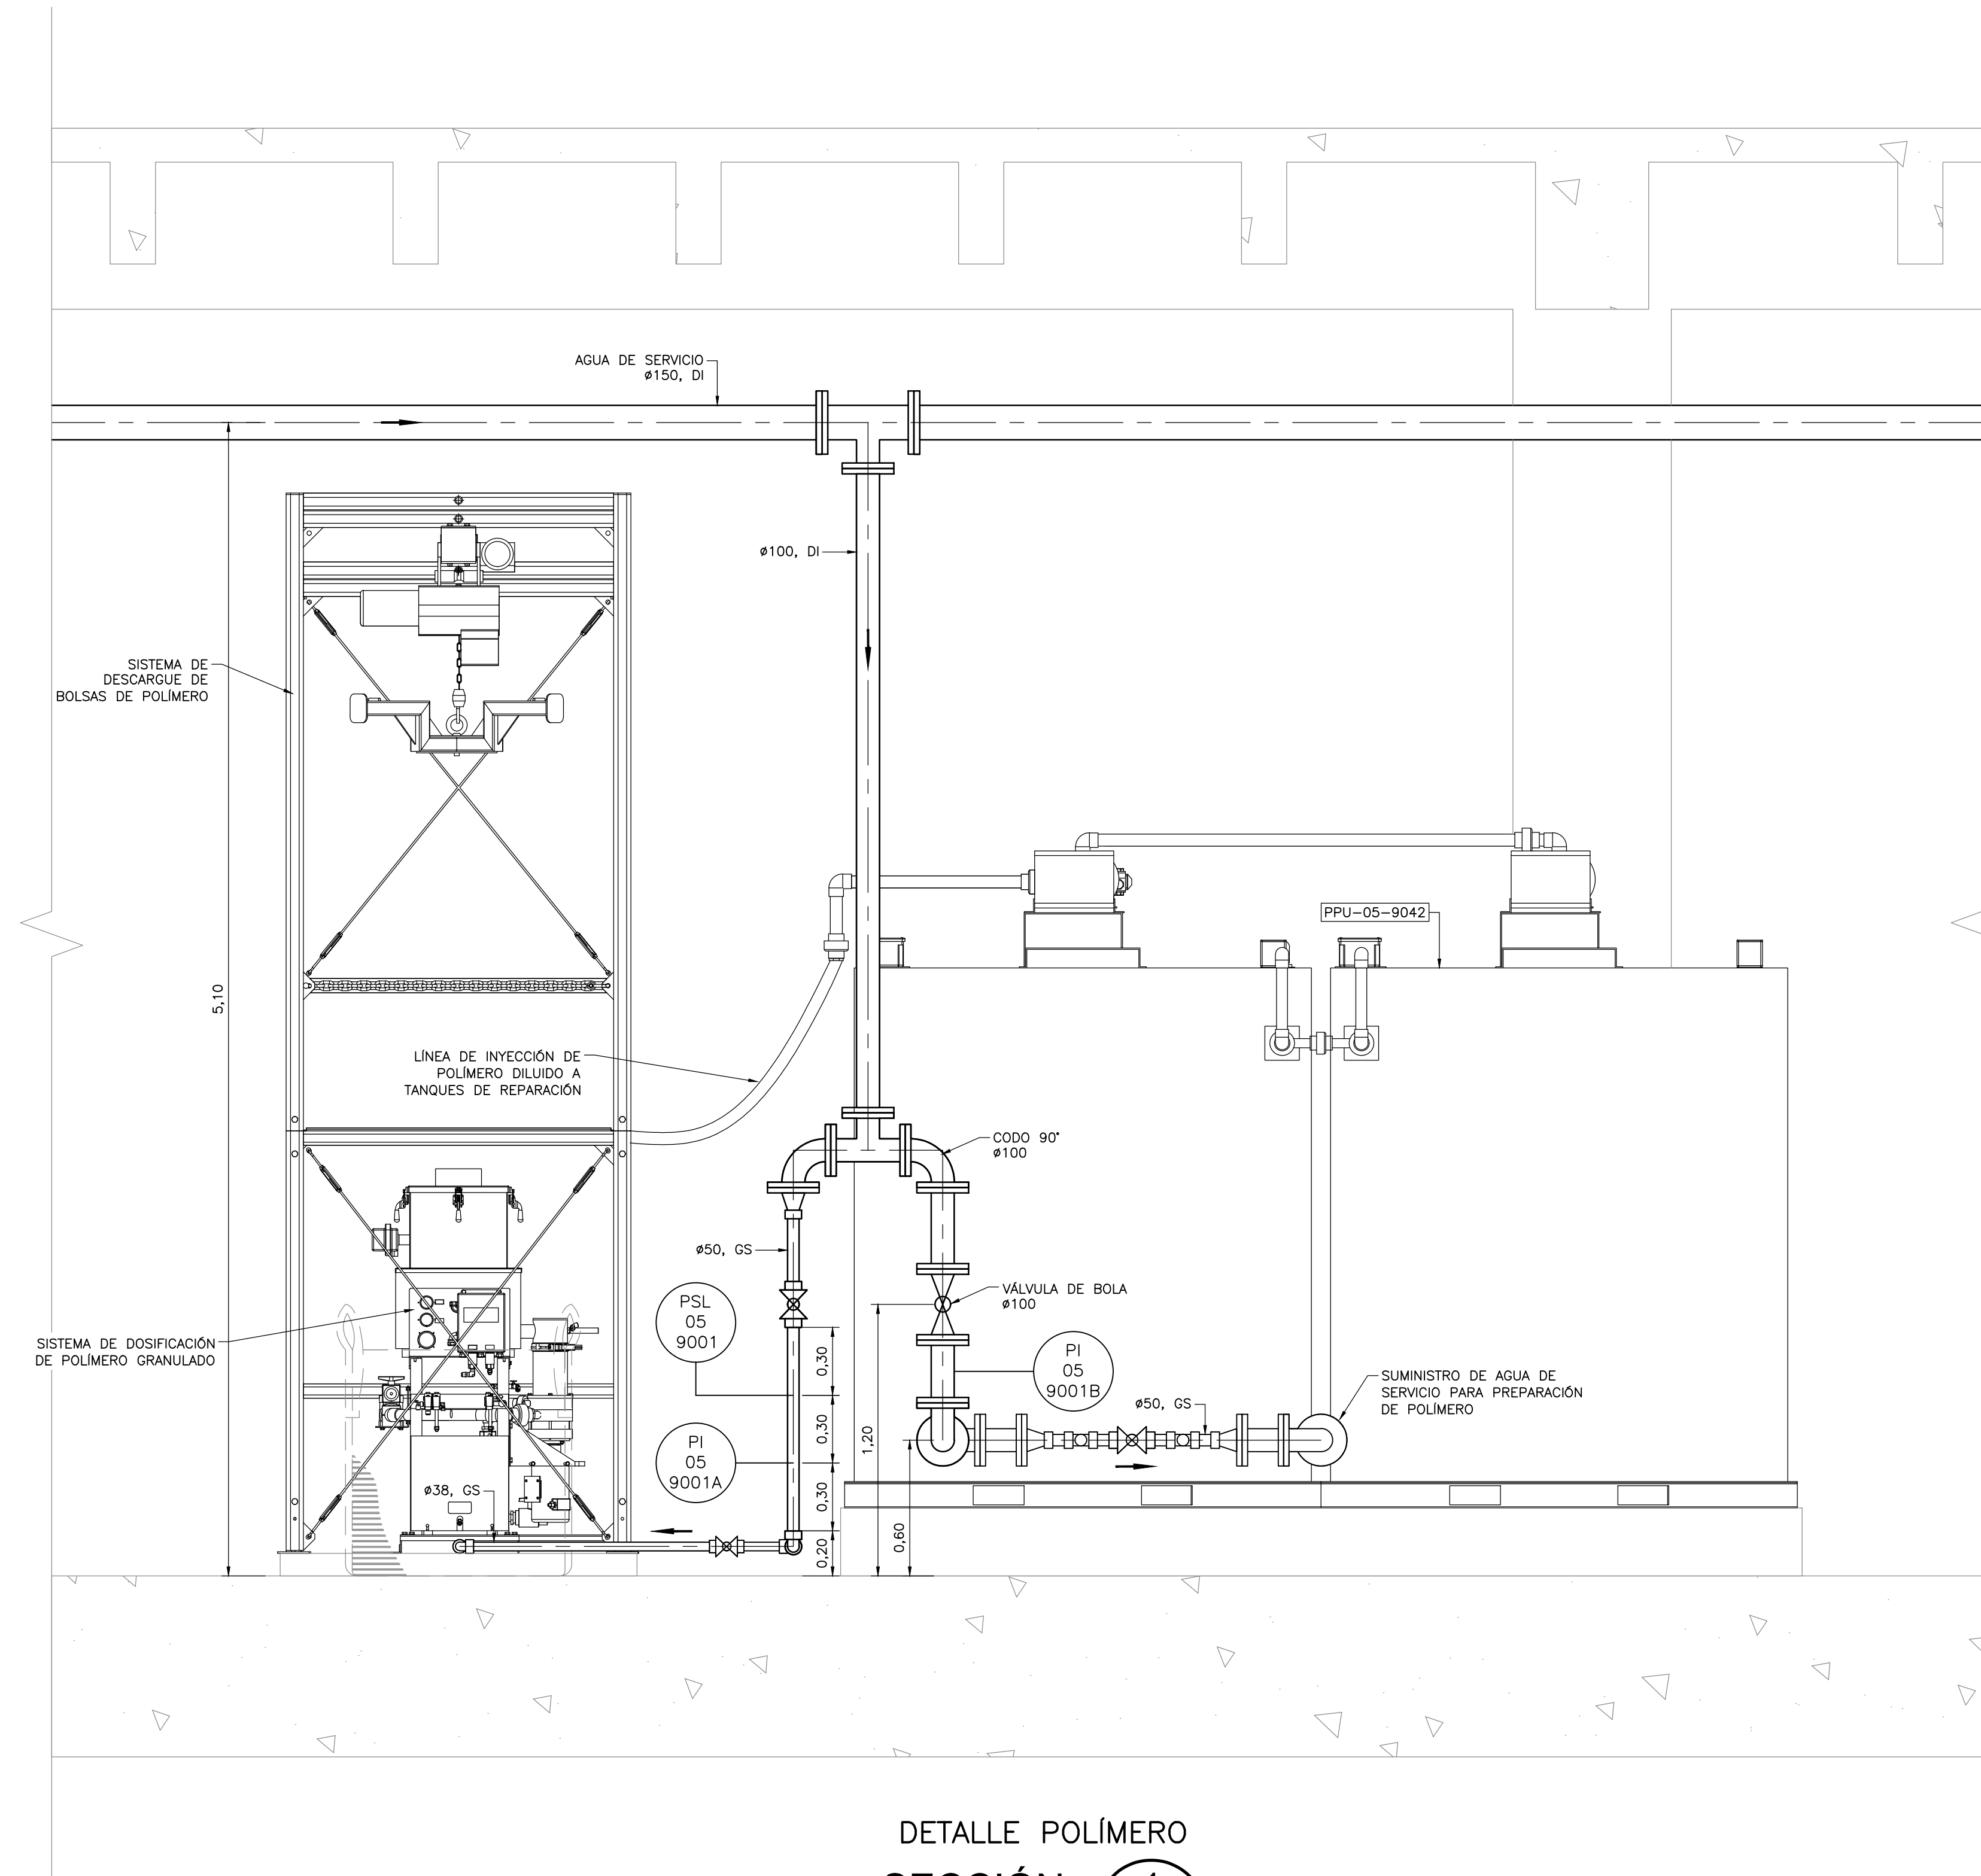 AGUA DE SERVICIO
ø150, DI
ø100, DI
SISTEMA DE
DESCARGUE DE
BOLSAS DE POLÍMERO
PPU-05-9042
5,10
LÍNEA DE INYECCIÓN DE
POLÍMERO DILUIDO A
TANQUES DE REPARACIÓN
CODO 90°
ø100
ø50, GS
VÁLVULA DE BOLA
ø100
PSL
05
9001
SISTEMA DE DOSIFICACIÓN
DE POLÍMERO GRANULADO
0,30
PI
05
9001B
SUMINISTRO DE AGUA DE
SERVICIO PARA PREPARACIÓN
DE POLÍMERO
ø50, GS
0,30
1,20
PI
05
9001A
ø38, GS
0,30
0,20
0,60
DETALLE POLÍMERO
SECCIÓN 1